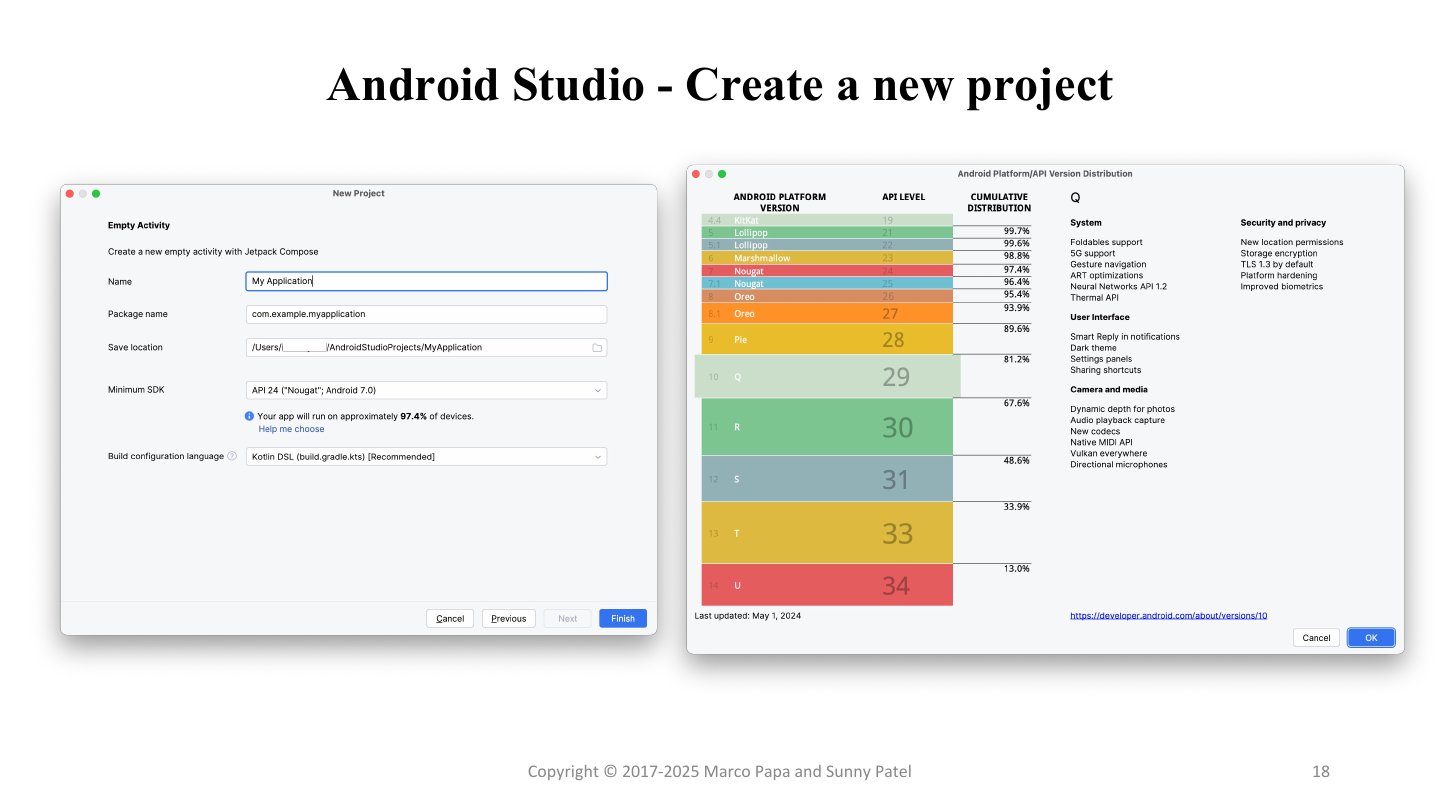 Android Studio - Create a new project
New Project
Empty Activity
Create a new empty activity with Jetpack Compose
Name
My Application
Package name
com.example.myapplication
Save location
/Users/i /AndroidStudioProjects/MyApplication
Minimum SDK
API 24 ("Nougat"; Android 7.0)
Your app will run on approximately 97.4% of devices.
Help me choose
Build configuration language ?
Kotlin DSL (build.gradle.kts) [Recommended]
Cancel Previous Next Finish
Android Platform/API Version Distribution
ANDROID PLATFORM VERSION
API LEVEL
CUMULATIVE DISTRIBUTION
4.4 KitKat 19
99.7%
5 Lollipop 21
99.6%
5.1 Lollipop 22
98.8%
6 Marshmallow 23
97.4%
7 Nougat 24
96.4%
7.1 Nougat 25
95.4%
8 Oreo 26
93.9%
8.1 Oreo 27
89.6%
9 Pie 28
81.2%
10 Q 29
67.6%
11 R 30
48.6%
12 S 31
33.9%
13 T 33
13.0%
14 U 34
Last updated: May 1, 2024
Q
System
Foldables support
5G support
Gesture navigation
ART optimizations
Neural Networks API 1.2
Thermal API
User Interface
Smart Reply in notifications
Dark theme
Settings panels
Sharing shortcuts
Camera and media
Dynamic depth for photos
Audio playback capture
New codecs
Native MIDI API
Vulkan everywhere
Directional microphones
Security and privacy
New location permissions
Storage encryption
TLS 1.3 by default
Platform hardening
Improved biometrics
https://developer.android.com/about/versions/10
Cancel OK
Copyright © 2017-2025 Marco Papa and Sunny Patel
18